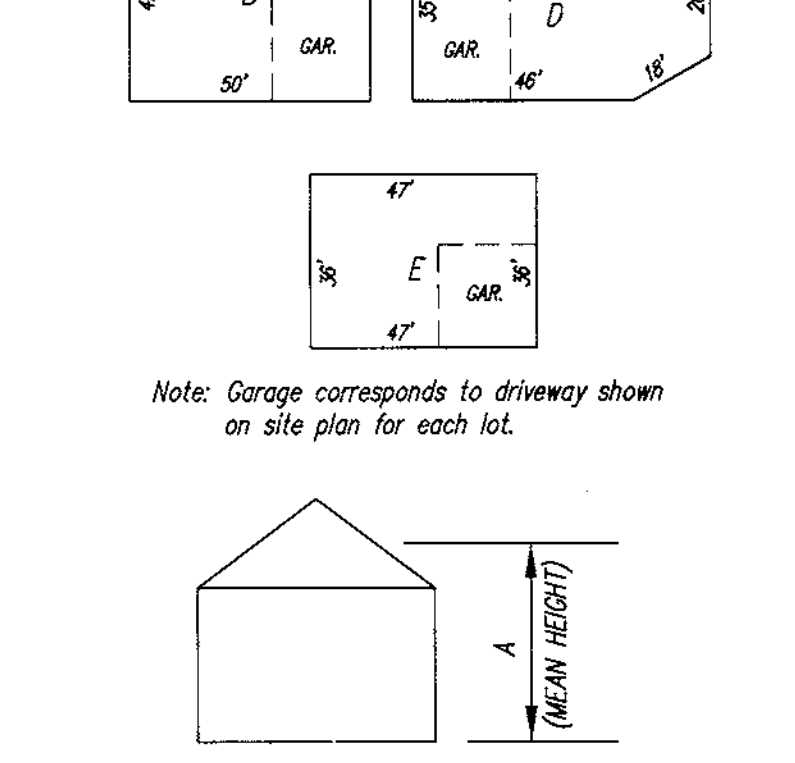 GAR.
50'
35'
D
GAR.
46'
18'
47'
36'
E
GAR.
36'
47'
Note: Garage corresponds to driveway shown
on site plan for each lot.
A
(MEAN HEIGHT)